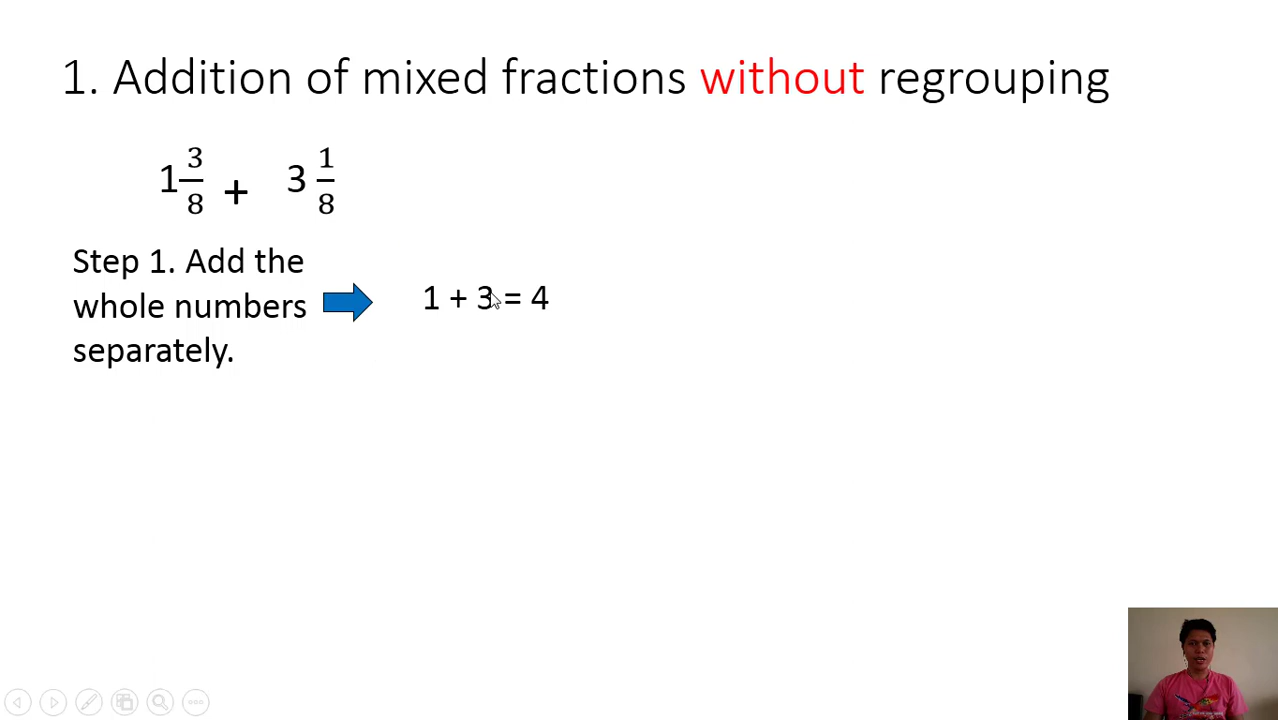 1. Addition of mixed fractions without regrouping
1 3/8 + 3 1/8
Step 1. Add the
whole numbers
separately.
1 + 3 = 4